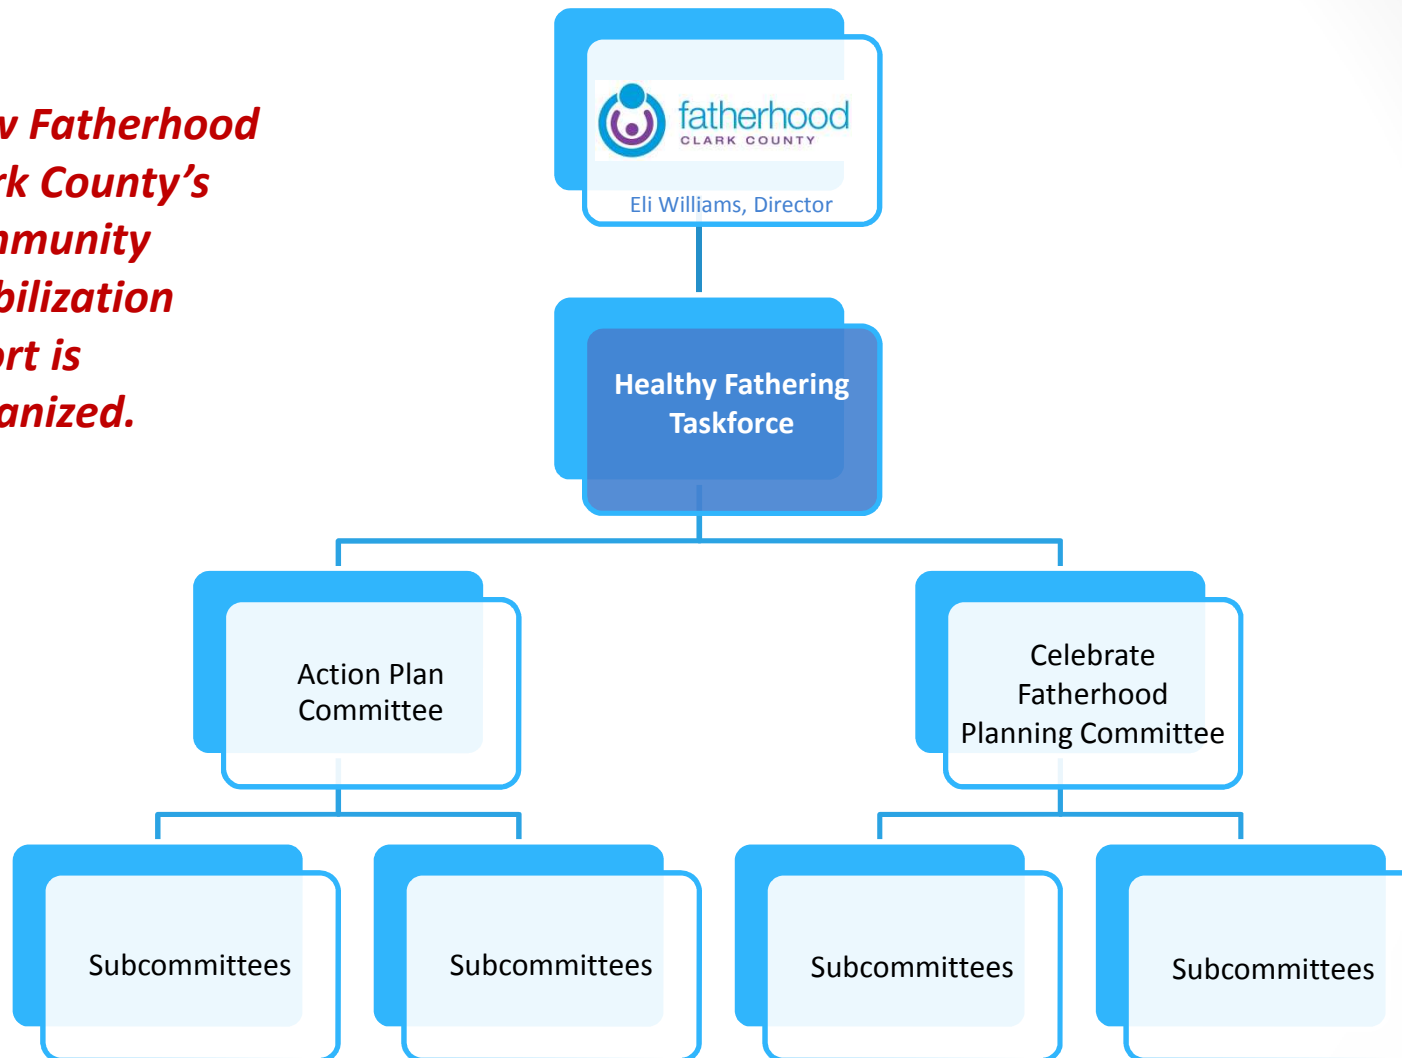 w Fatherhood
rk County’s
mmunity
bilization
ort is
anized.
fatherhood
CLARK COUNTY
Eli Williams, Director
Healthy Fathering
Taskforce
Action Plan
Committee
Celebrate
Fatherhood
Planning Committee
Subcommittees
Subcommittees
Subcommittees
Subcommittees